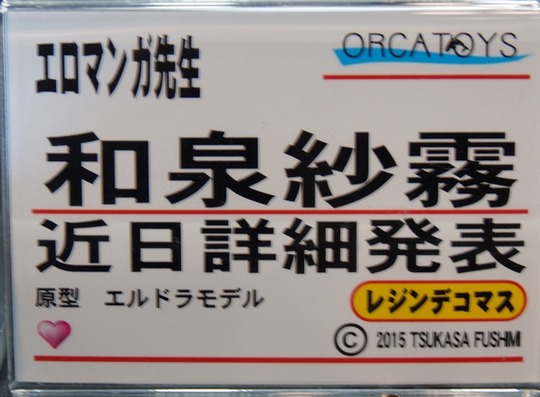 エロマンガ先生
ORCATOYS
和泉紗霧
近日詳細発表
原型 エルドラモデル
レジンデコマス
© 2015 TSUKASA FUSHMI